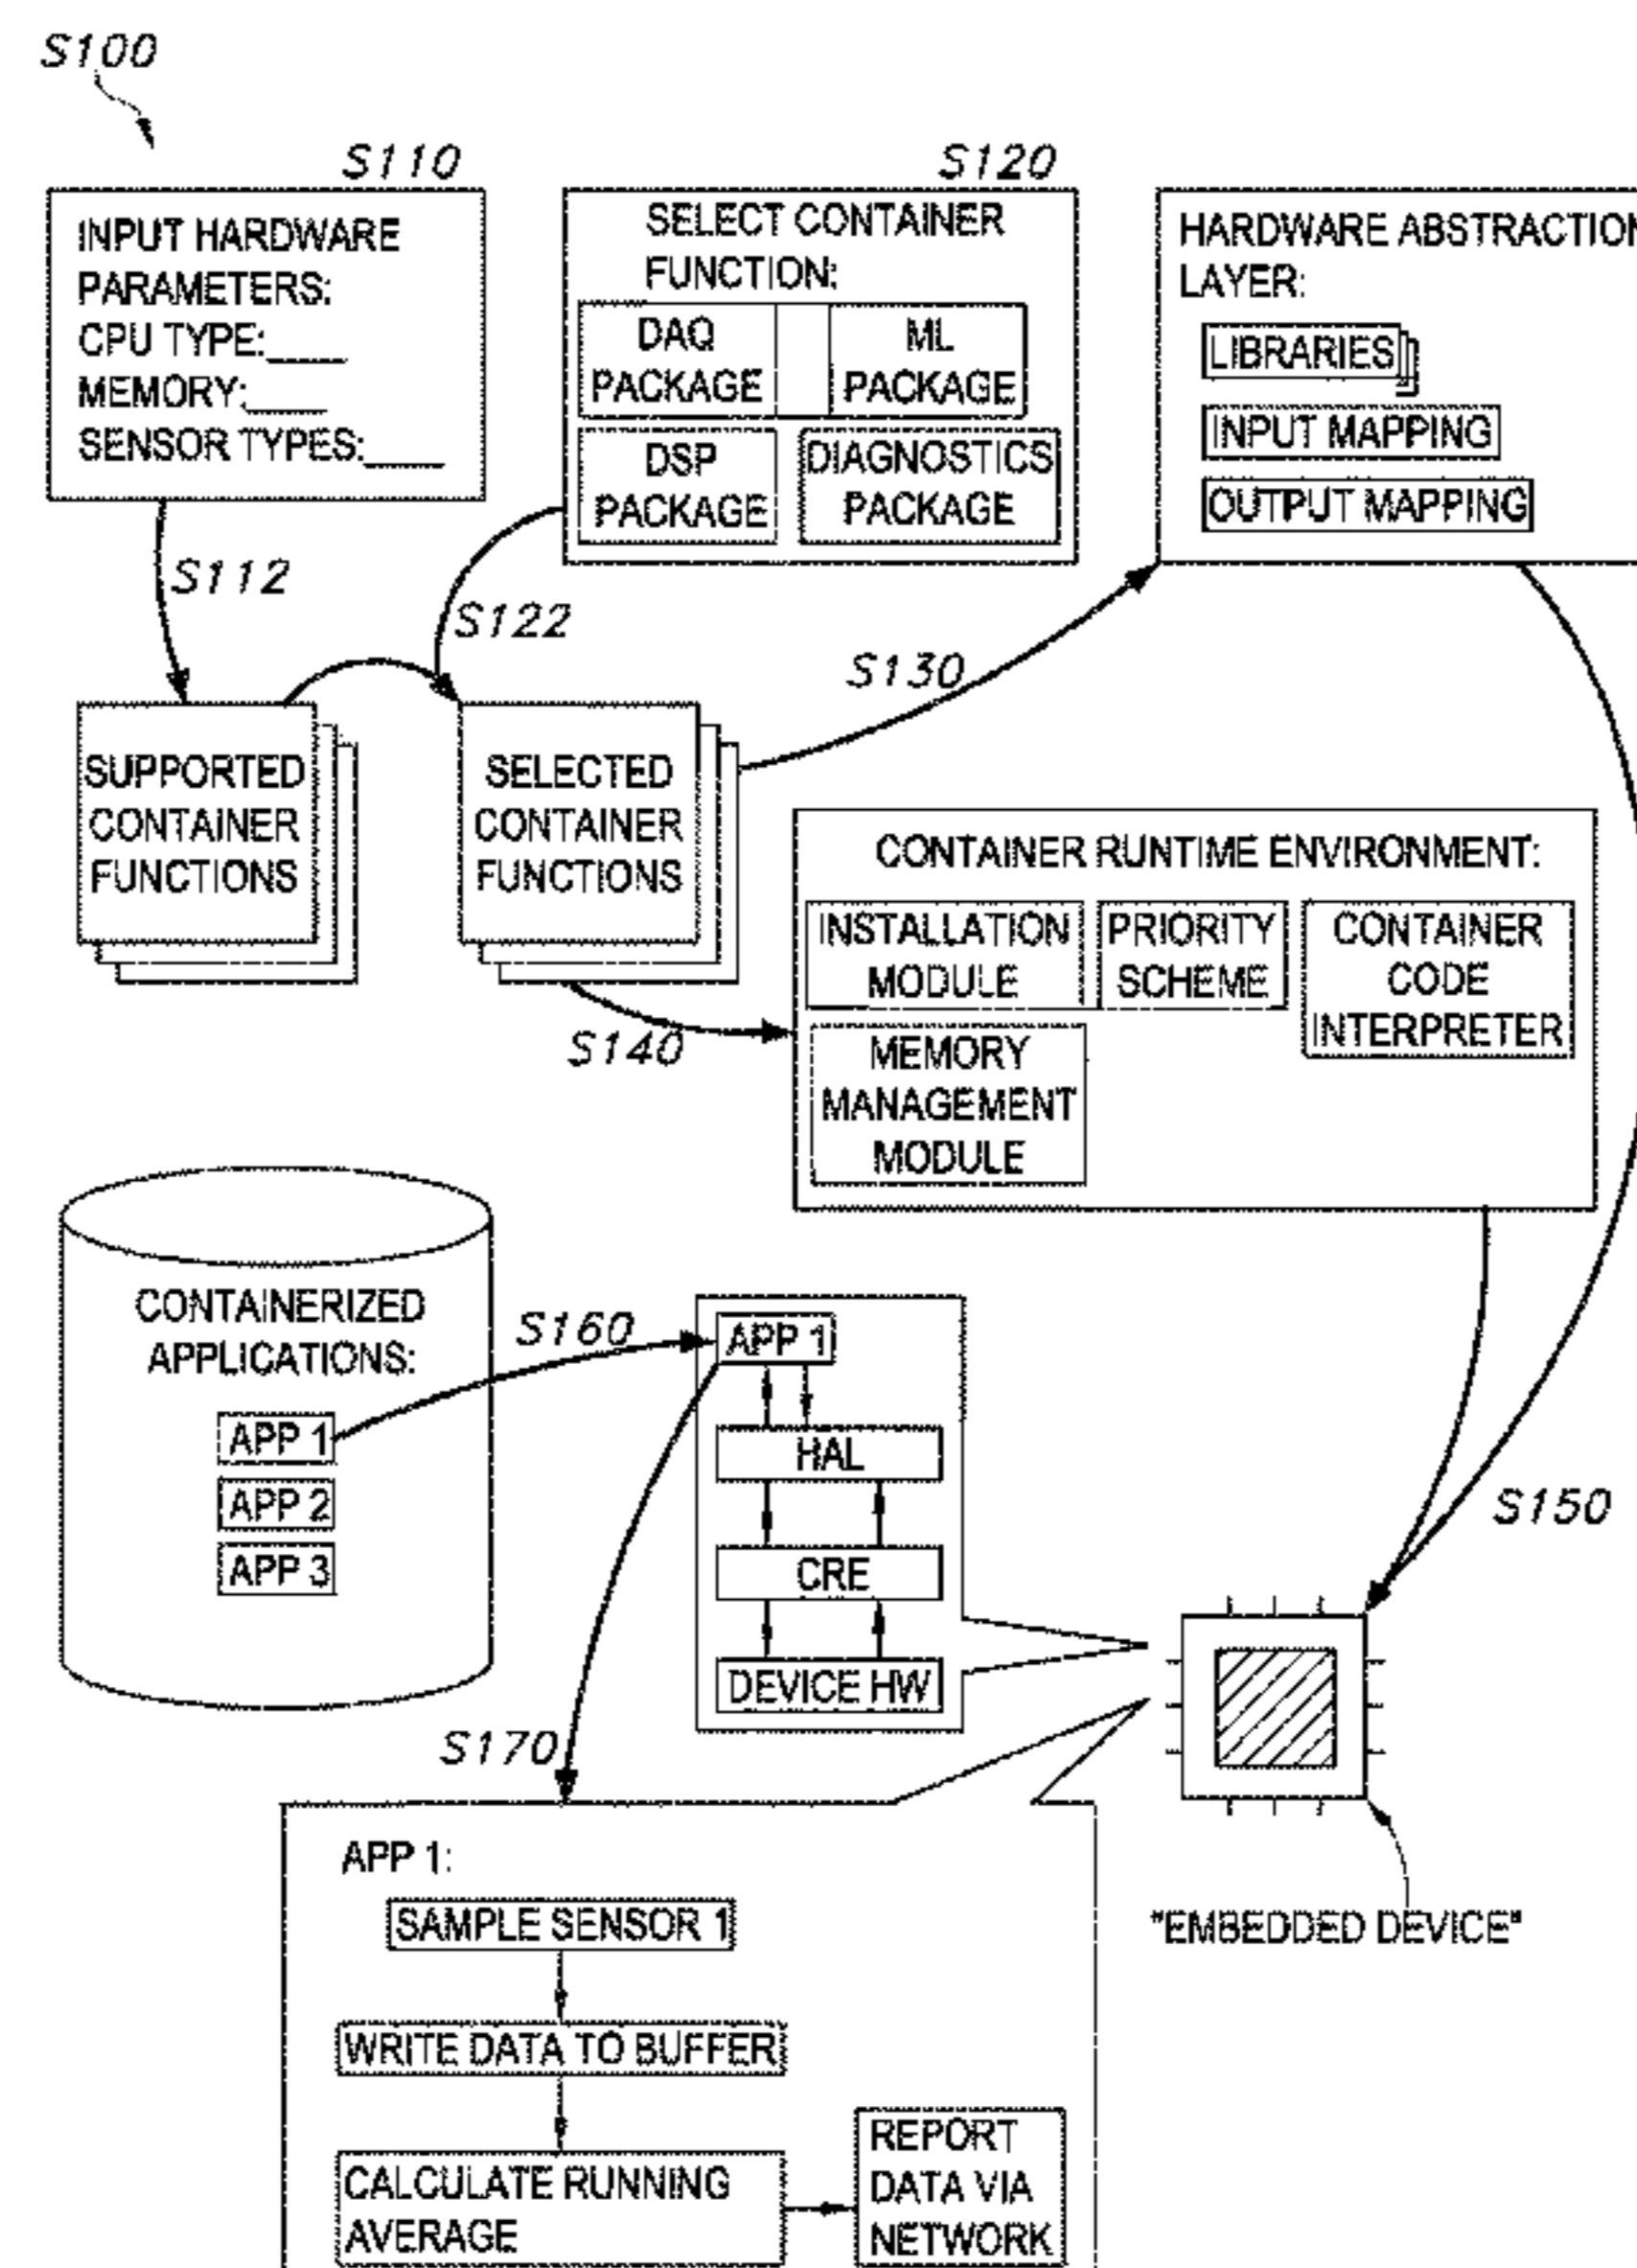 S100
S110
INPUT HARDWARE
PARAMETERS:
CPU TYPE:____
MEMORY:____
SENSOR TYPES:____
S120
SELECT CONTAINER
FUNCTION:
DAQ
PACKAGE
ML
PACKAGE
DSP
PACKAGE
DIAGNOSTICS
PACKAGE
HARDWARE ABSTRACTION
LAYER:
LIBRARIES
INPUT MAPPING
OUTPUT MAPPING
S112
S122
S130
SUPPORTED
CONTAINER
FUNCTIONS
SELECTED
CONTAINER
FUNCTIONS
S140
CONTAINER RUNTIME ENVIRONMENT:
INSTALLATION
MODULE
PRIORITY
SCHEME
CONTAINER
CODE
INTERPRETER
MEMORY
MANAGEMENT
MODULE
CONTAINERIZED
APPLICATIONS:
APP 1
APP 2
APP 3
S160
APP 1
HAL
CRE
DEVICE HW
S150
S170
"EMBEDDED DEVICE"
APP 1:
SAMPLE SENSOR 1
WRITE DATA TO BUFFER
CALCULATE RUNNING
AVERAGE
REPORT
DATA VIA
NETWORK